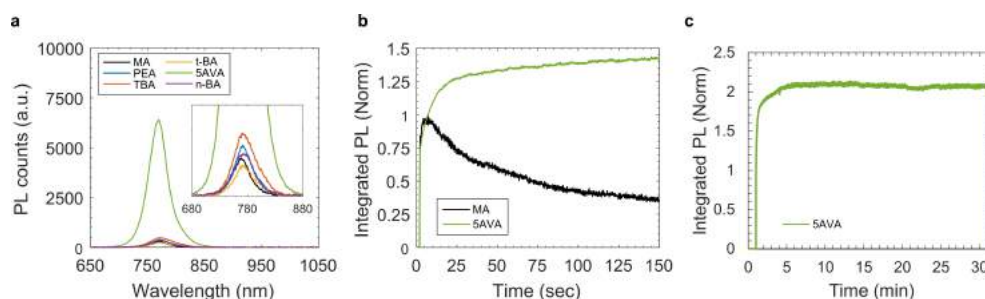 a
10000
7500
5000
2500
0
PL counts (a.u.)
MA
PEA
TBA
t-BA
5AVA
n-BA
680 780 880
650 750 850 950 1050
Wavelength (nm)
b
1.5
1.25
1
0.75
0.5
0.25
0
Integrated PL (Norm)
MA
5AVA
0 25 50 75 100 125 150
Time (sec)
c
2.5
2
1.5
1
0.5
0
Integrated PL (Norm)
5AVA
0 5 10 15 20 25 30
Time (min)